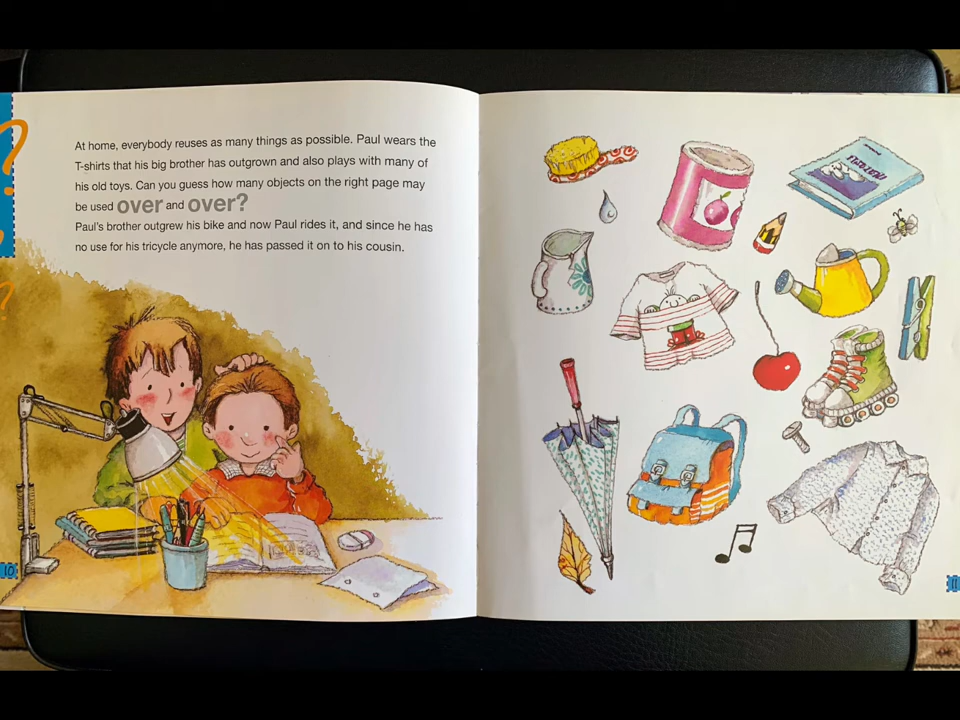 At home, everybody reuses as many things as possible. Paul wears the
T-shirts that his big brother has outgrown and also plays with many of
his old toys. Can you guess how many objects on the right page may
be used over and over?
Paul's brother outgrew his bike and now Paul rides it, and since he has
no use for his tricycle anymore, he has passed it on to his cousin.